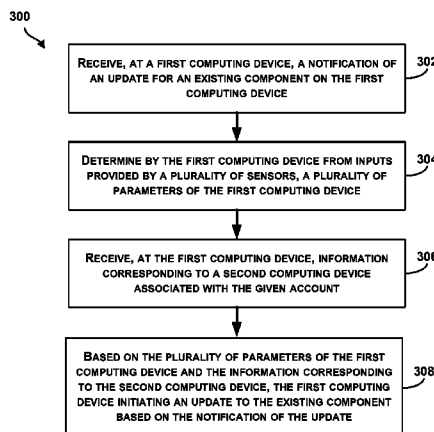 300
RECEIVE, AT A FIRST COMPUTING DEVICE, A NOTIFICATION OF
AN UPDATE FOR AN EXISTING COMPONENT ON THE FIRST
COMPUTING DEVICE
302
DETERMINE BY THE FIRST COMPUTING DEVICE FROM INPUTS
PROVIDED BY A PLURALITY OF SENSORS, A PLURALITY OF
PARAMETERS OF THE FIRST COMPUTING DEVICE
304
RECEIVE, AT THE FIRST COMPUTING DEVICE, INFORMATION
CORRESPONDING TO A SECOND COMPUTING DEVICE
ASSOCIATED WITH THE GIVEN ACCOUNT
306
BASED ON THE PLURALITY OF PARAMETERS OF THE FIRST
COMPUTING DEVICE AND THE INFORMATION CORRESPONDING
TO THE SECOND COMPUTING DEVICE, THE FIRST COMPUTING
DEVICE INITIATING AN UPDATE TO THE EXISTING COMPONENT
BASED ON THE NOTIFICATION OF THE UPDATE
308